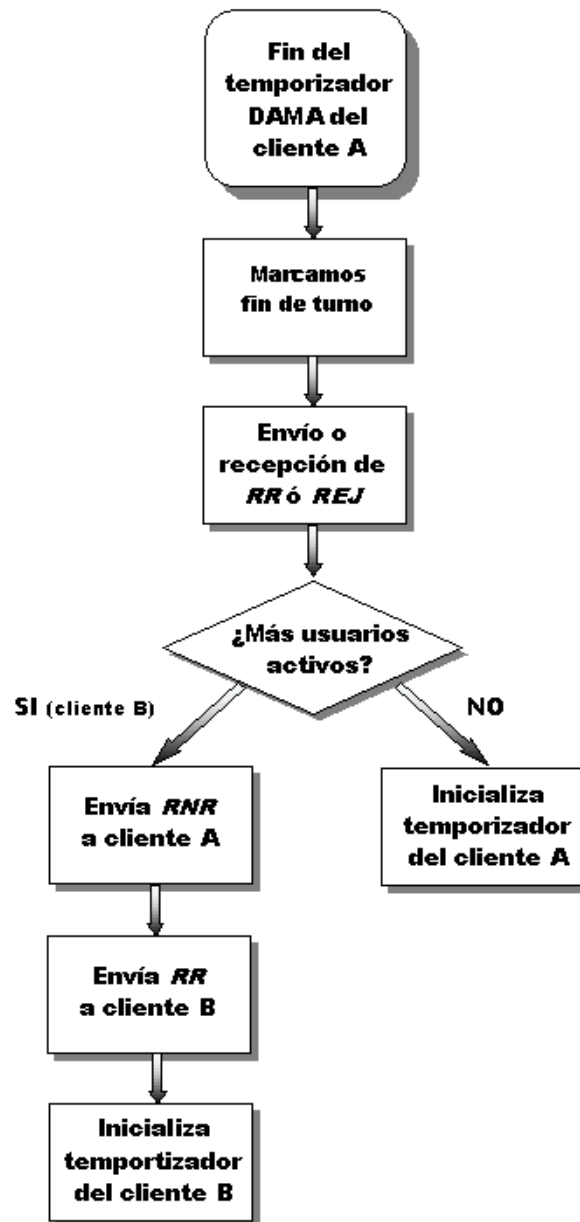 Fin del
temporizador
DAMA del
cliente A
Marcamos
fin de turno
Envío o
recepción de
RR ó REJ
¿Más usuarios
activos?
SI (cliente B)
NO
Envía RNR
a cliente A
Inicializa
temporizador
del cliente A
Envía RR
a cliente B
Inicializa
temportizador
del cliente B